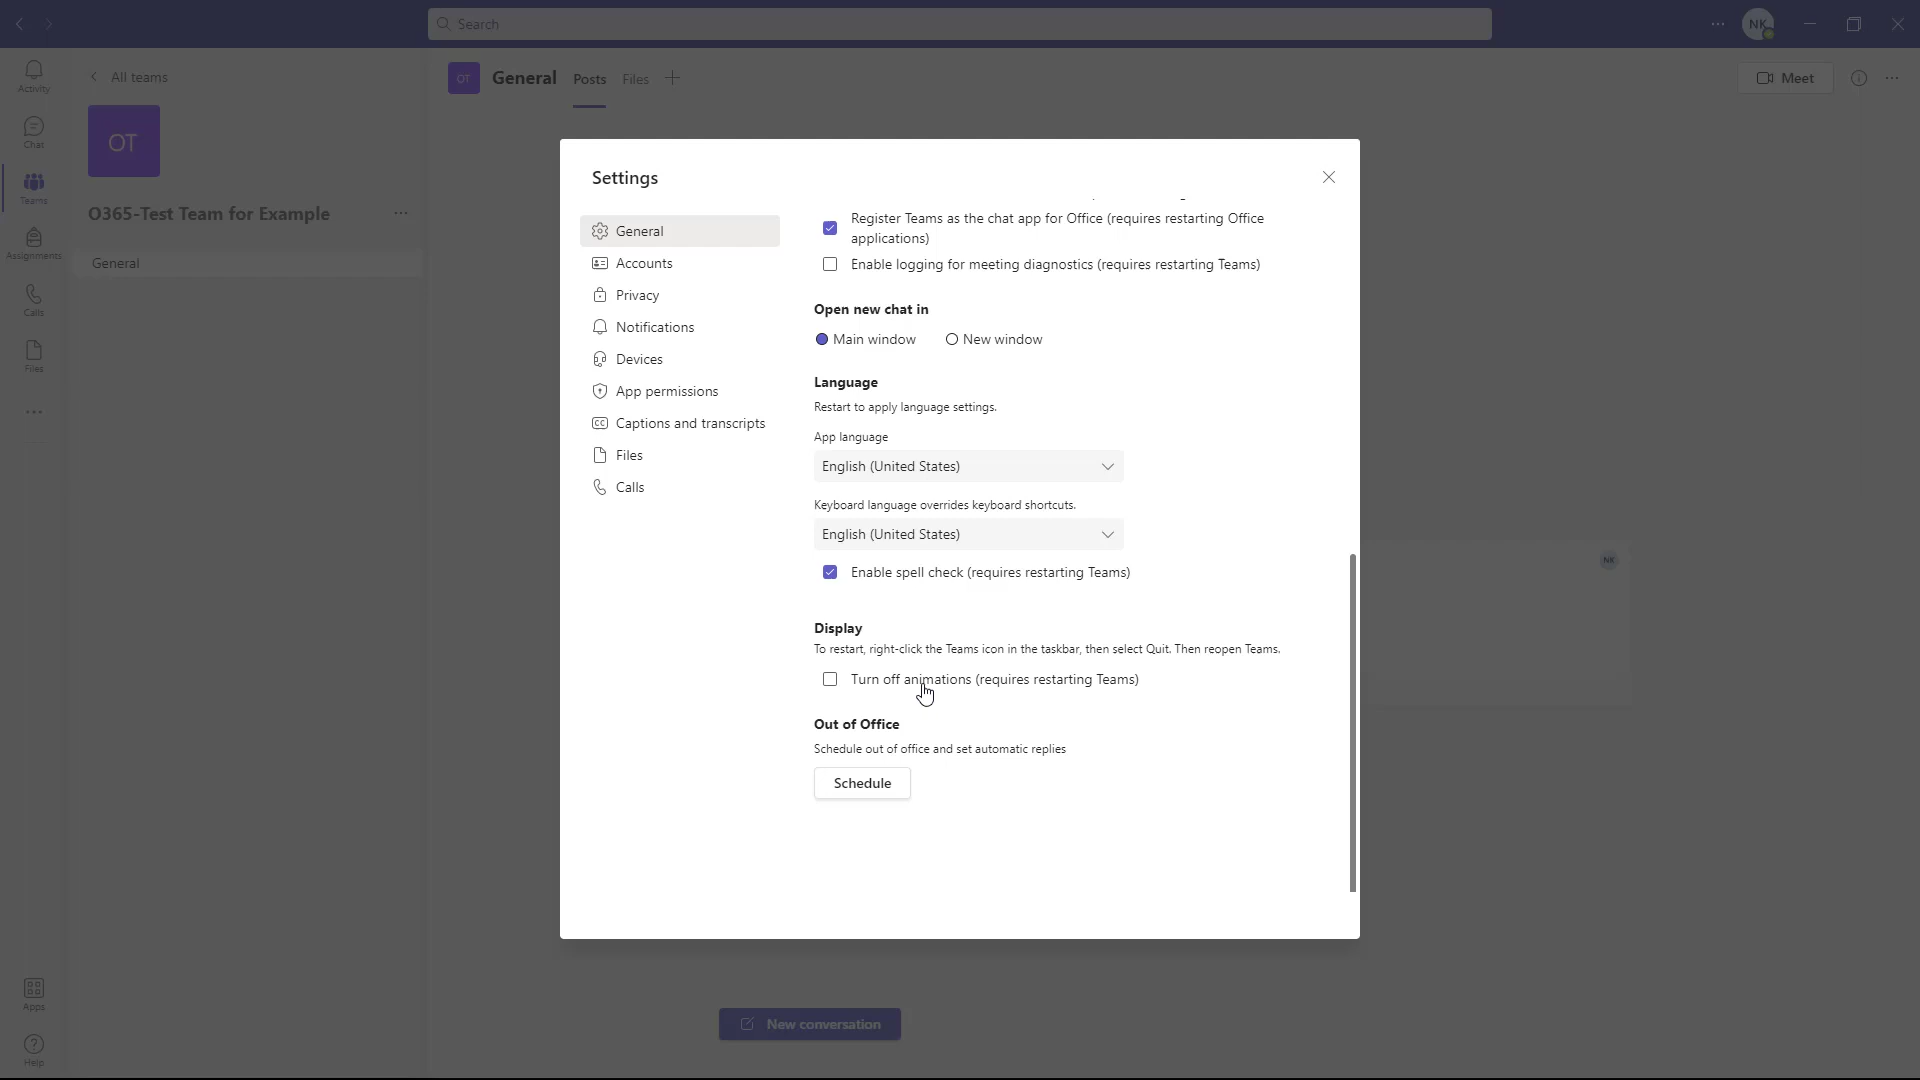 Search
NK
Activity
Chat
Teams
Assignments
Calls
Files
Apps
Help
All teams
OT
O365-Test Team for Example
General
OT
General
Posts
Files
Meet
NK
Settings
General
Accounts
Privacy
Notifications
Devices
App permissions
CC
Captions and transcripts
Files
Calls
Register Teams as the chat app for Office (requires restarting Office
applications)
Enable logging for meeting diagnostics (requires restarting Teams)
Open new chat in
Main window
New window
Language
Restart to apply language settings.
App language
English (United States)
Keyboard language overrides keyboard shortcuts.
English (United States)
Enable spell check (requires restarting Teams)
Display
To restart, right-click the Teams icon in the taskbar, then select Quit. Then reopen Teams.
Turn off animations (requires restarting Teams)
Out of Office
Schedule out of office and set automatic replies
Schedule
New conversation